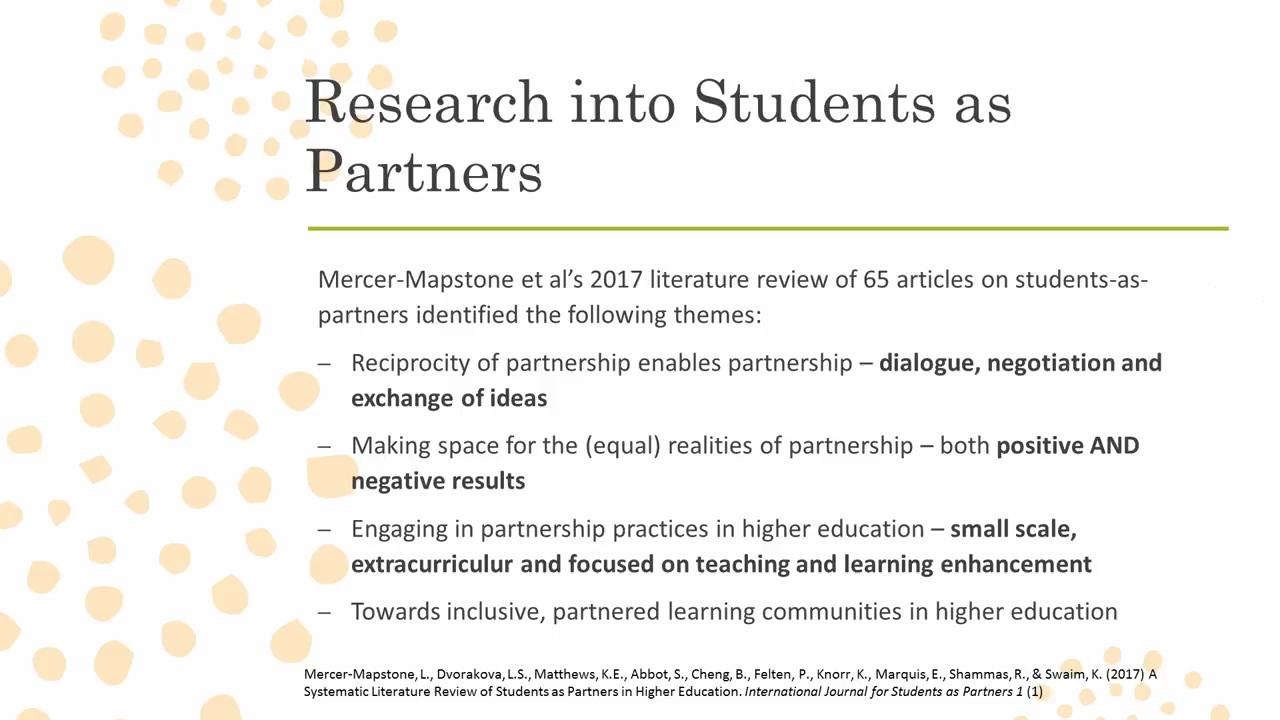 Research into Students as
Partners
Mercer-Mapstone et al’s 2017 literature review of 65 articles on students-as-
partners identified the following themes:
– Reciprocity of partnership enables partnership – dialogue, negotiation and
exchange of ideas
– Making space for the (equal) realities of partnership – both positive AND
negative results
– Engaging in partnership practices in higher education – small scale,
extracurriculur and focused on teaching and learning enhancement
– Towards inclusive, partnered learning communities in higher education
Mercer-Mapstone, L., Dvorakova, L.S., Matthews, K.E., Abbot, S., Cheng, B., Felten, P., Knorr, K., Marquis, E., Shammas, R., & Swaim, K. (2017) A
Systematic Literature Review of Students as Partners in Higher Education. International Journal for Students as Partners 1 (1)